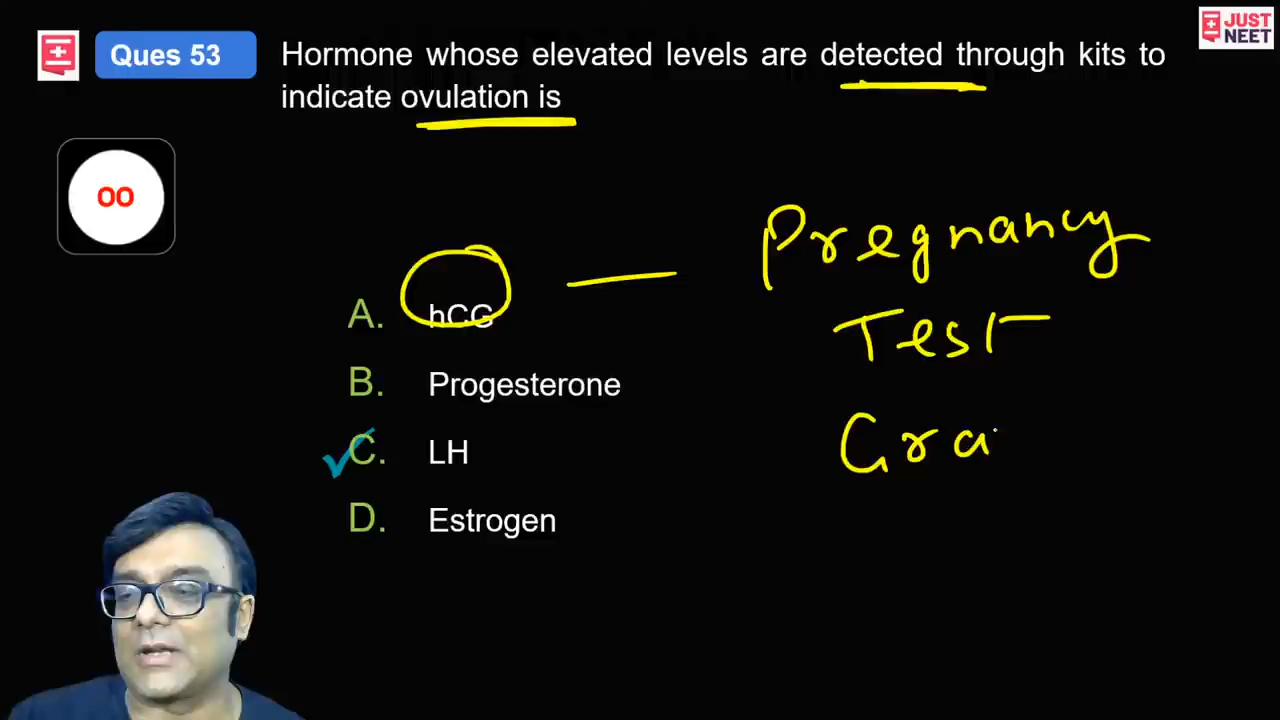 JUST
NEET
Ques 53
Hormone whose elevated levels are detected through kits to
indicate ovulation is
00
A. hCG
B. Progesterone
C. LH
D. Estrogen
Pregnancy
Test
Gra